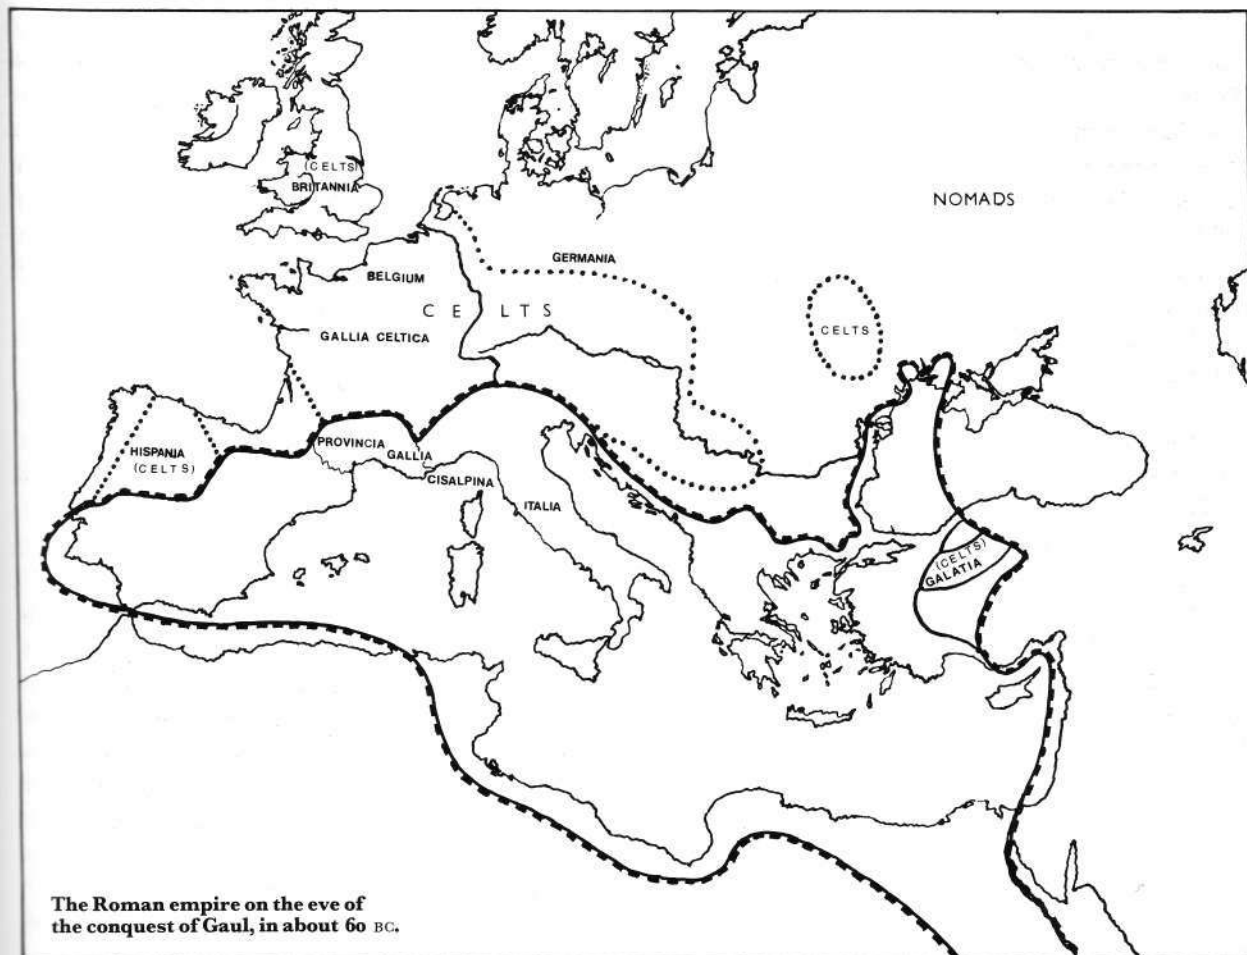 (CELTS)
BRITANNIA
NOMADS
GERMANIA
BELGIUM
CELTS
CELTS
GALLIA CELTICA
HISPANIA
(CELTS)
PROVINCIA
GALLIA
CISALPINA
ITALIA
(CELTS)
GALATIA
The Roman empire on the eve of
the conquest of Gaul, in about 60 BC.